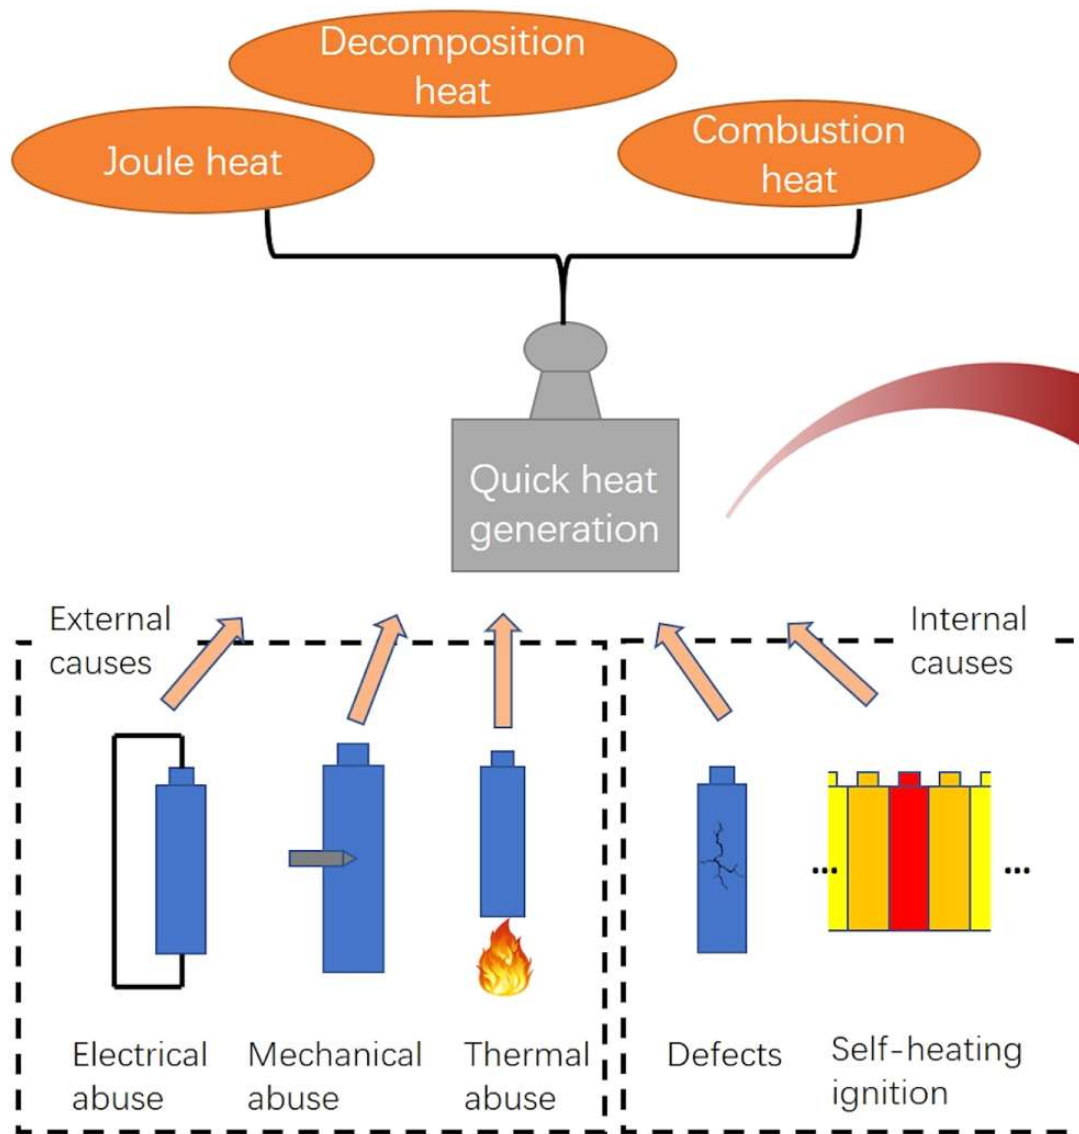 Decomposition
heat
Joule heat
Combustion
heat
Quick heat
generation
External
causes
Internal
causes
...
...
Electrical
abuse
Mechanical
abuse
Thermal
abuse
Defects
Self-heating
ignition